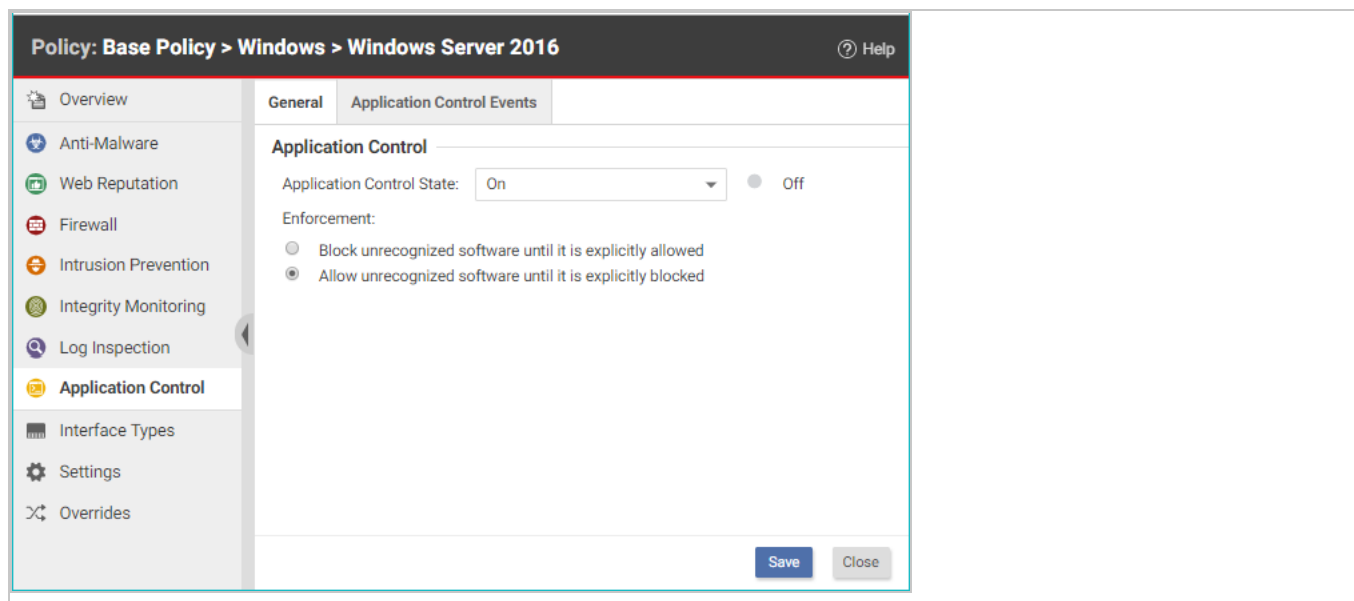 Policy: Base Policy > Windows > Windows Server 2016
Help
Overview
Anti-Malware
Web Reputation
Firewall
Intrusion Prevention
Integrity Monitoring
Log Inspection
Application Control
Interface Types
Settings
Overrides
General
Application Control Events
Application Control
Application Control State: On Off
Enforcement:
Block unrecognized software until it is explicitly allowed
Allow unrecognized software until it is explicitly blocked
Save
Close